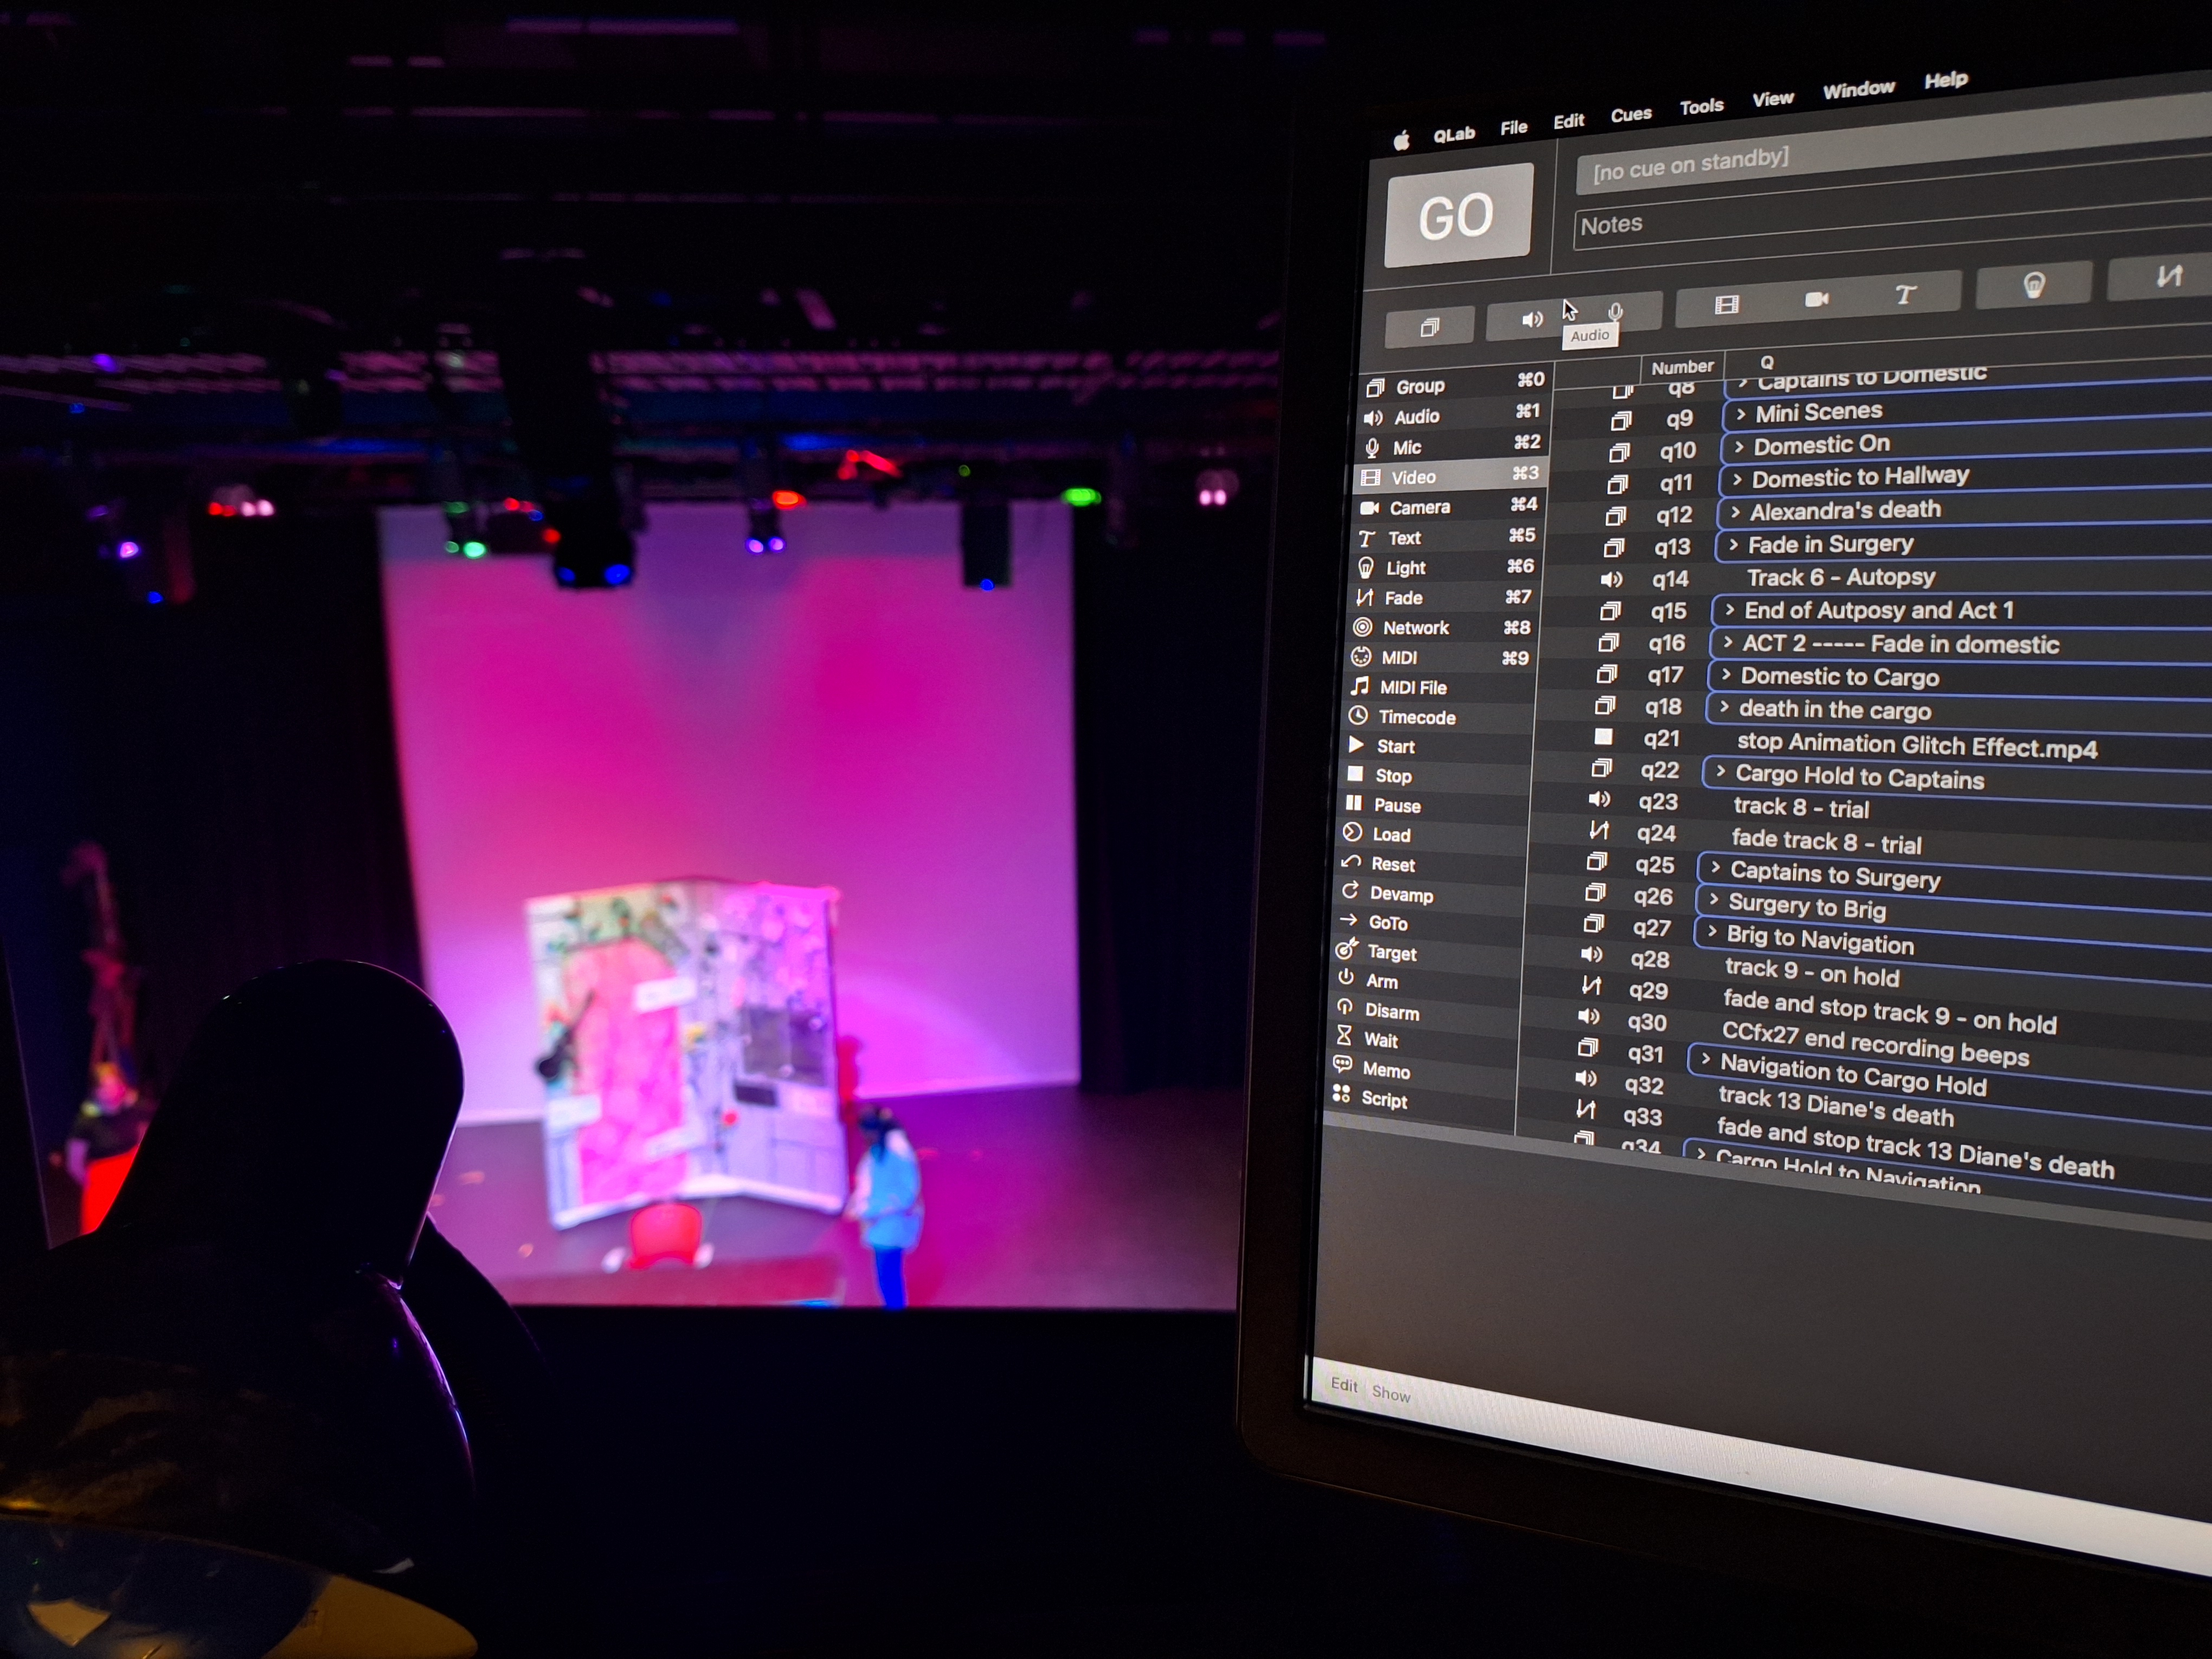 QLab File Edit Cues Tools View Window Help
GO
[no cue on standby]
Notes
Audio
Number Q
Group ⌘0
Audio ⌘1
Mic ⌘2
Video ⌘3
Camera ⌘4
Text ⌘5
Light ⌘6
Fade ⌘7
Network ⌘8
MIDI ⌘9
MIDI File
Timecode
Start
Stop
Pause
Load
Reset
Devamp
GoTo
Target
Arm
Disarm
Wait
Memo
Script
q8 > Captains to Domestic
q9 > Mini Scenes
q10 > Domestic On
q11 > Domestic to Hallway
q12 > Alexandra's death
q13 > Fade in Surgery
q14 Track 6 - Autopsy
q15 > End of Autposy and Act 1
q16 > ACT 2 ----- Fade in domestic
q17 > Domestic to Cargo
q18 > death in the cargo
q21 stop Animation Glitch Effect.mp4
q22 > Cargo Hold to Captains
q23 track 8 - trial
q24 fade track 8 - trial
q25 > Captains to Surgery
q26 > Surgery to Brig
q27 > Brig to Navigation
q28 track 9 - on hold
q29 fade and stop track 9 - on hold
q30 CCfx27 end recording beeps
q31 > Navigation to Cargo Hold
q32 track 13 Diane's death
q33 fade and stop track 13 Diane's death
q34 > Cargo Hold to Navigation
Edit Show